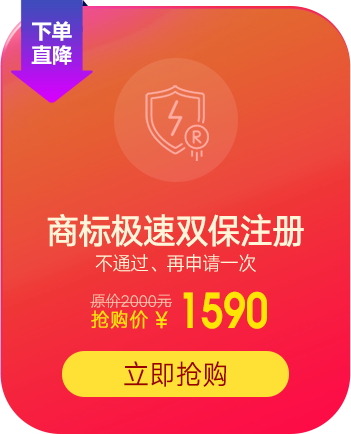 下单
直降
R
商标极速双保注册
不通过、再申请一次
原价2000元
抢购价 ¥ 1590
立即抢购